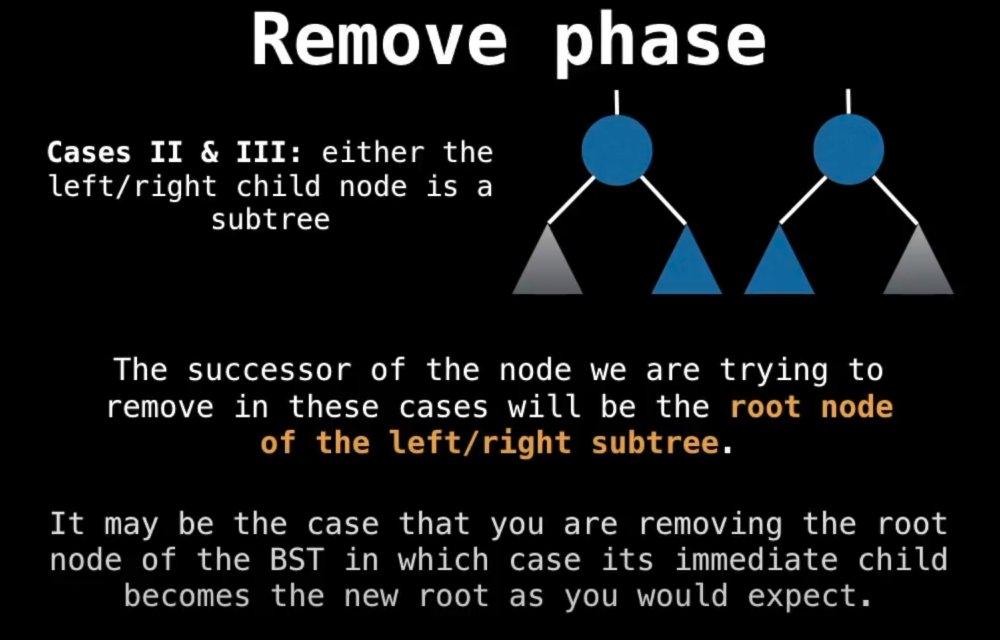 Remove phase
Cases II & III: either the
left/right child node is a
subtree
The successor of the node we are trying to
remove in these cases will be the root node
of the left/right subtree.
It may be the case that you are removing the root
node of the BST in which case its immediate child
becomes the new root as you would expect.